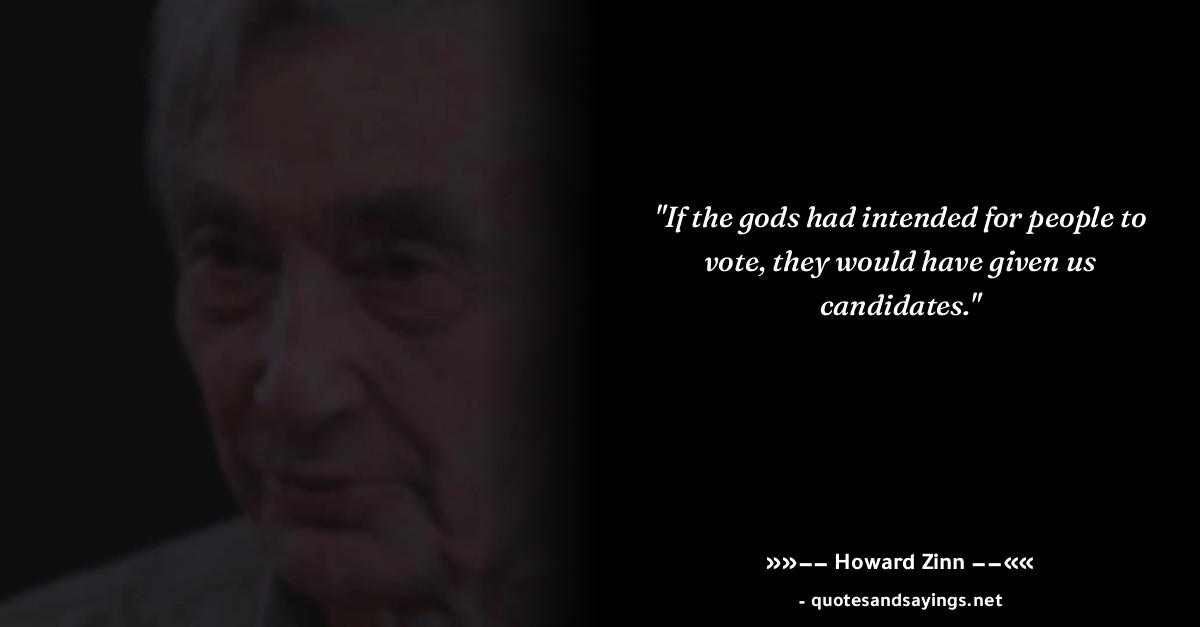 "If the gods had intended for people to
vote, they would have given us
candidates."
»»−− Howard Zinn −−««
- quotesandsayings.net